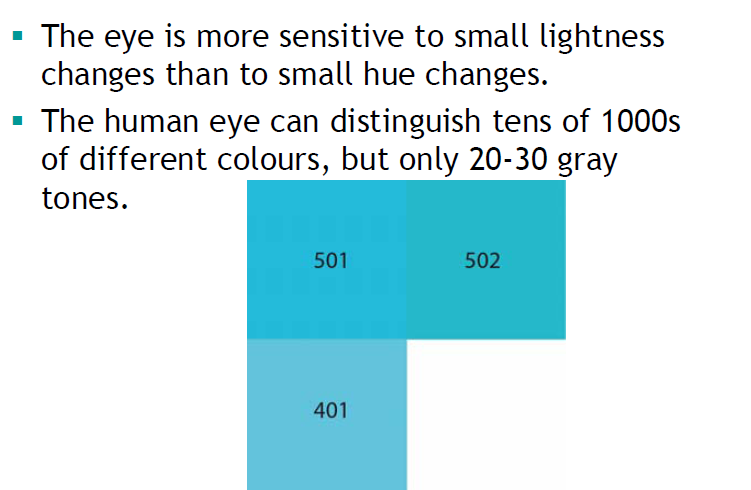 ▪ The eye is more sensitive to small lightness
changes than to small hue changes.
▪ The human eye can distinguish tens of 1000s
of different colours, but only 20-30 gray
tones.
501 502
401